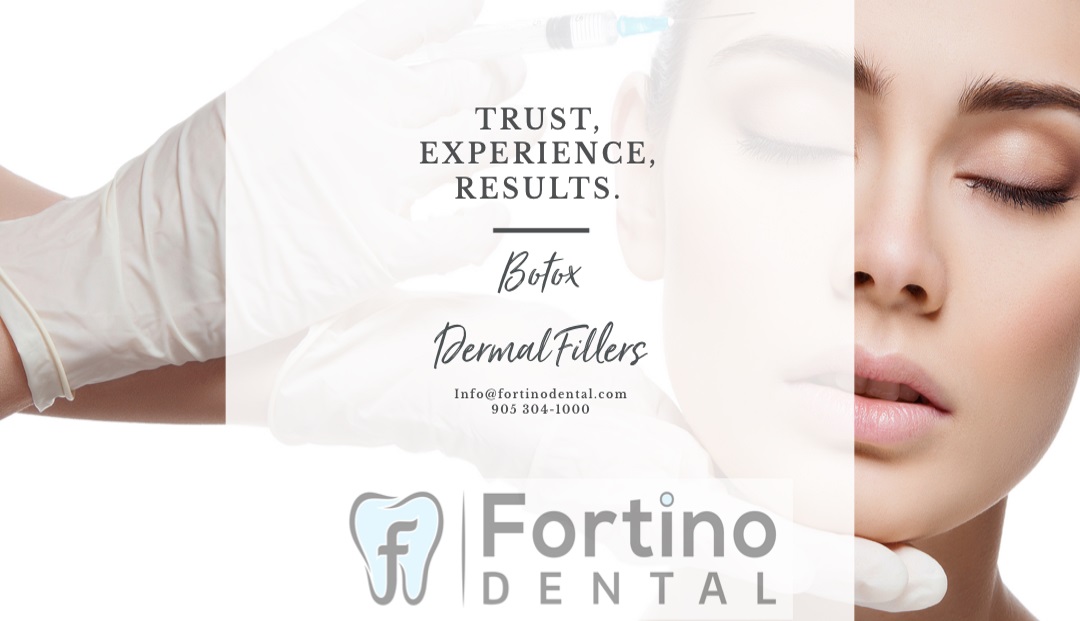 TRUST,
EXPERIENCE,
RESULTS.
Botox
Dermal Fillers
Info@fortinodental.com
905 304-1000
f
Fortino
DENTAL